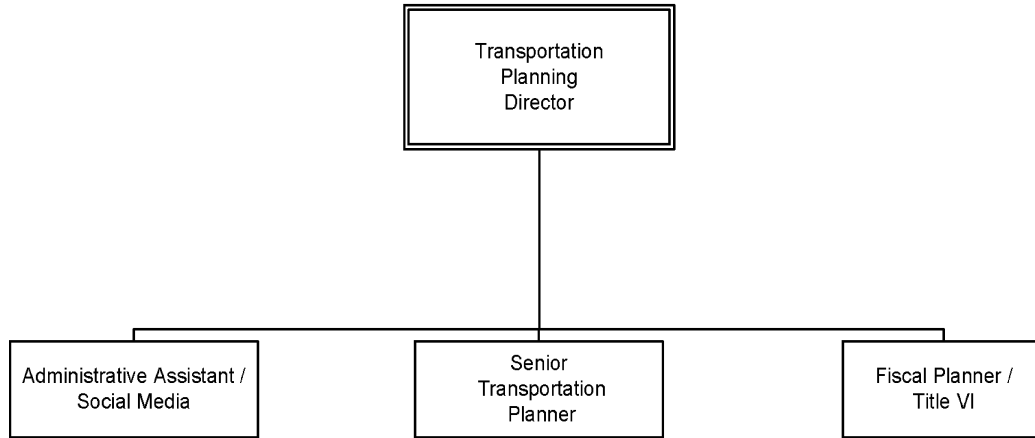 Transportation
Planning
Director
Administrative Assistant /
Social Media
Senior
Transportation
Planner
Fiscal Planner /
Title VI